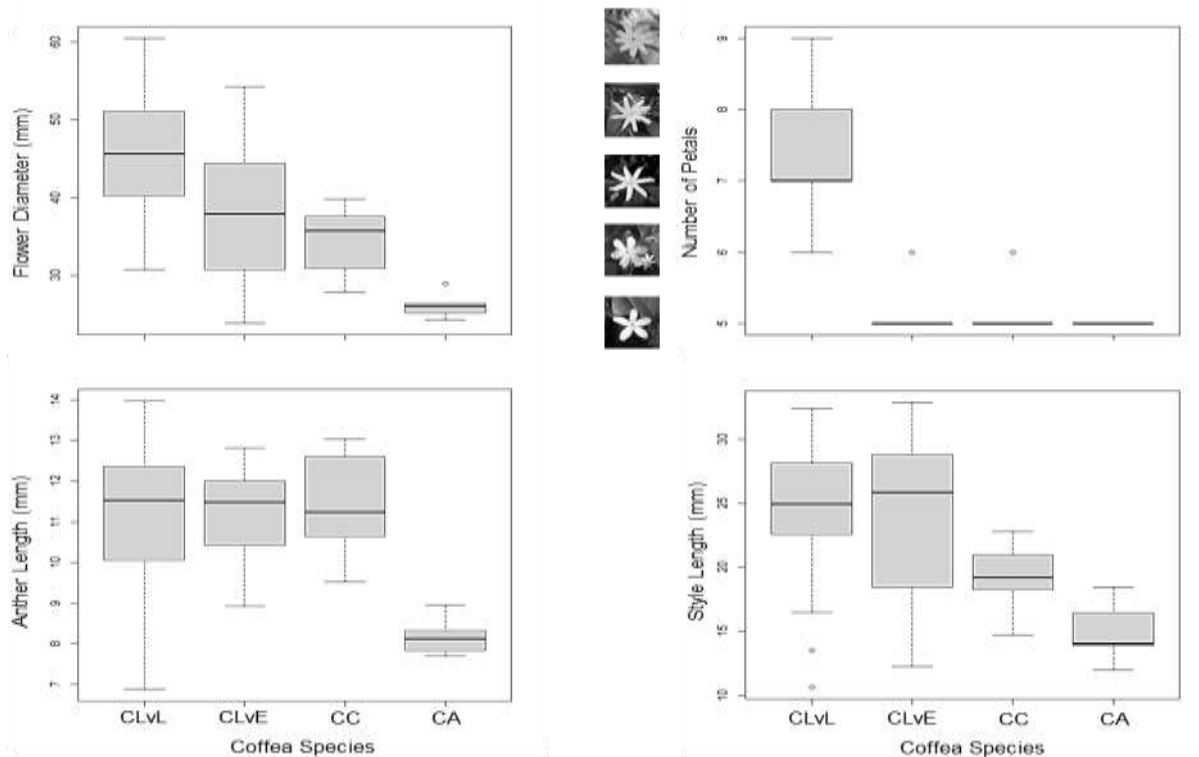 Flower Diameter (mm)
60
50
40
30
Number of Petals
9
8
7
6
5
Anther Length (mm)
14
13
12
11
10
9
8
7
CLvL CLvE CC CA
Coffea Species
Style Length (mm)
30
25
20
15
10
CLvL CLvE CC CA
Coffea Species